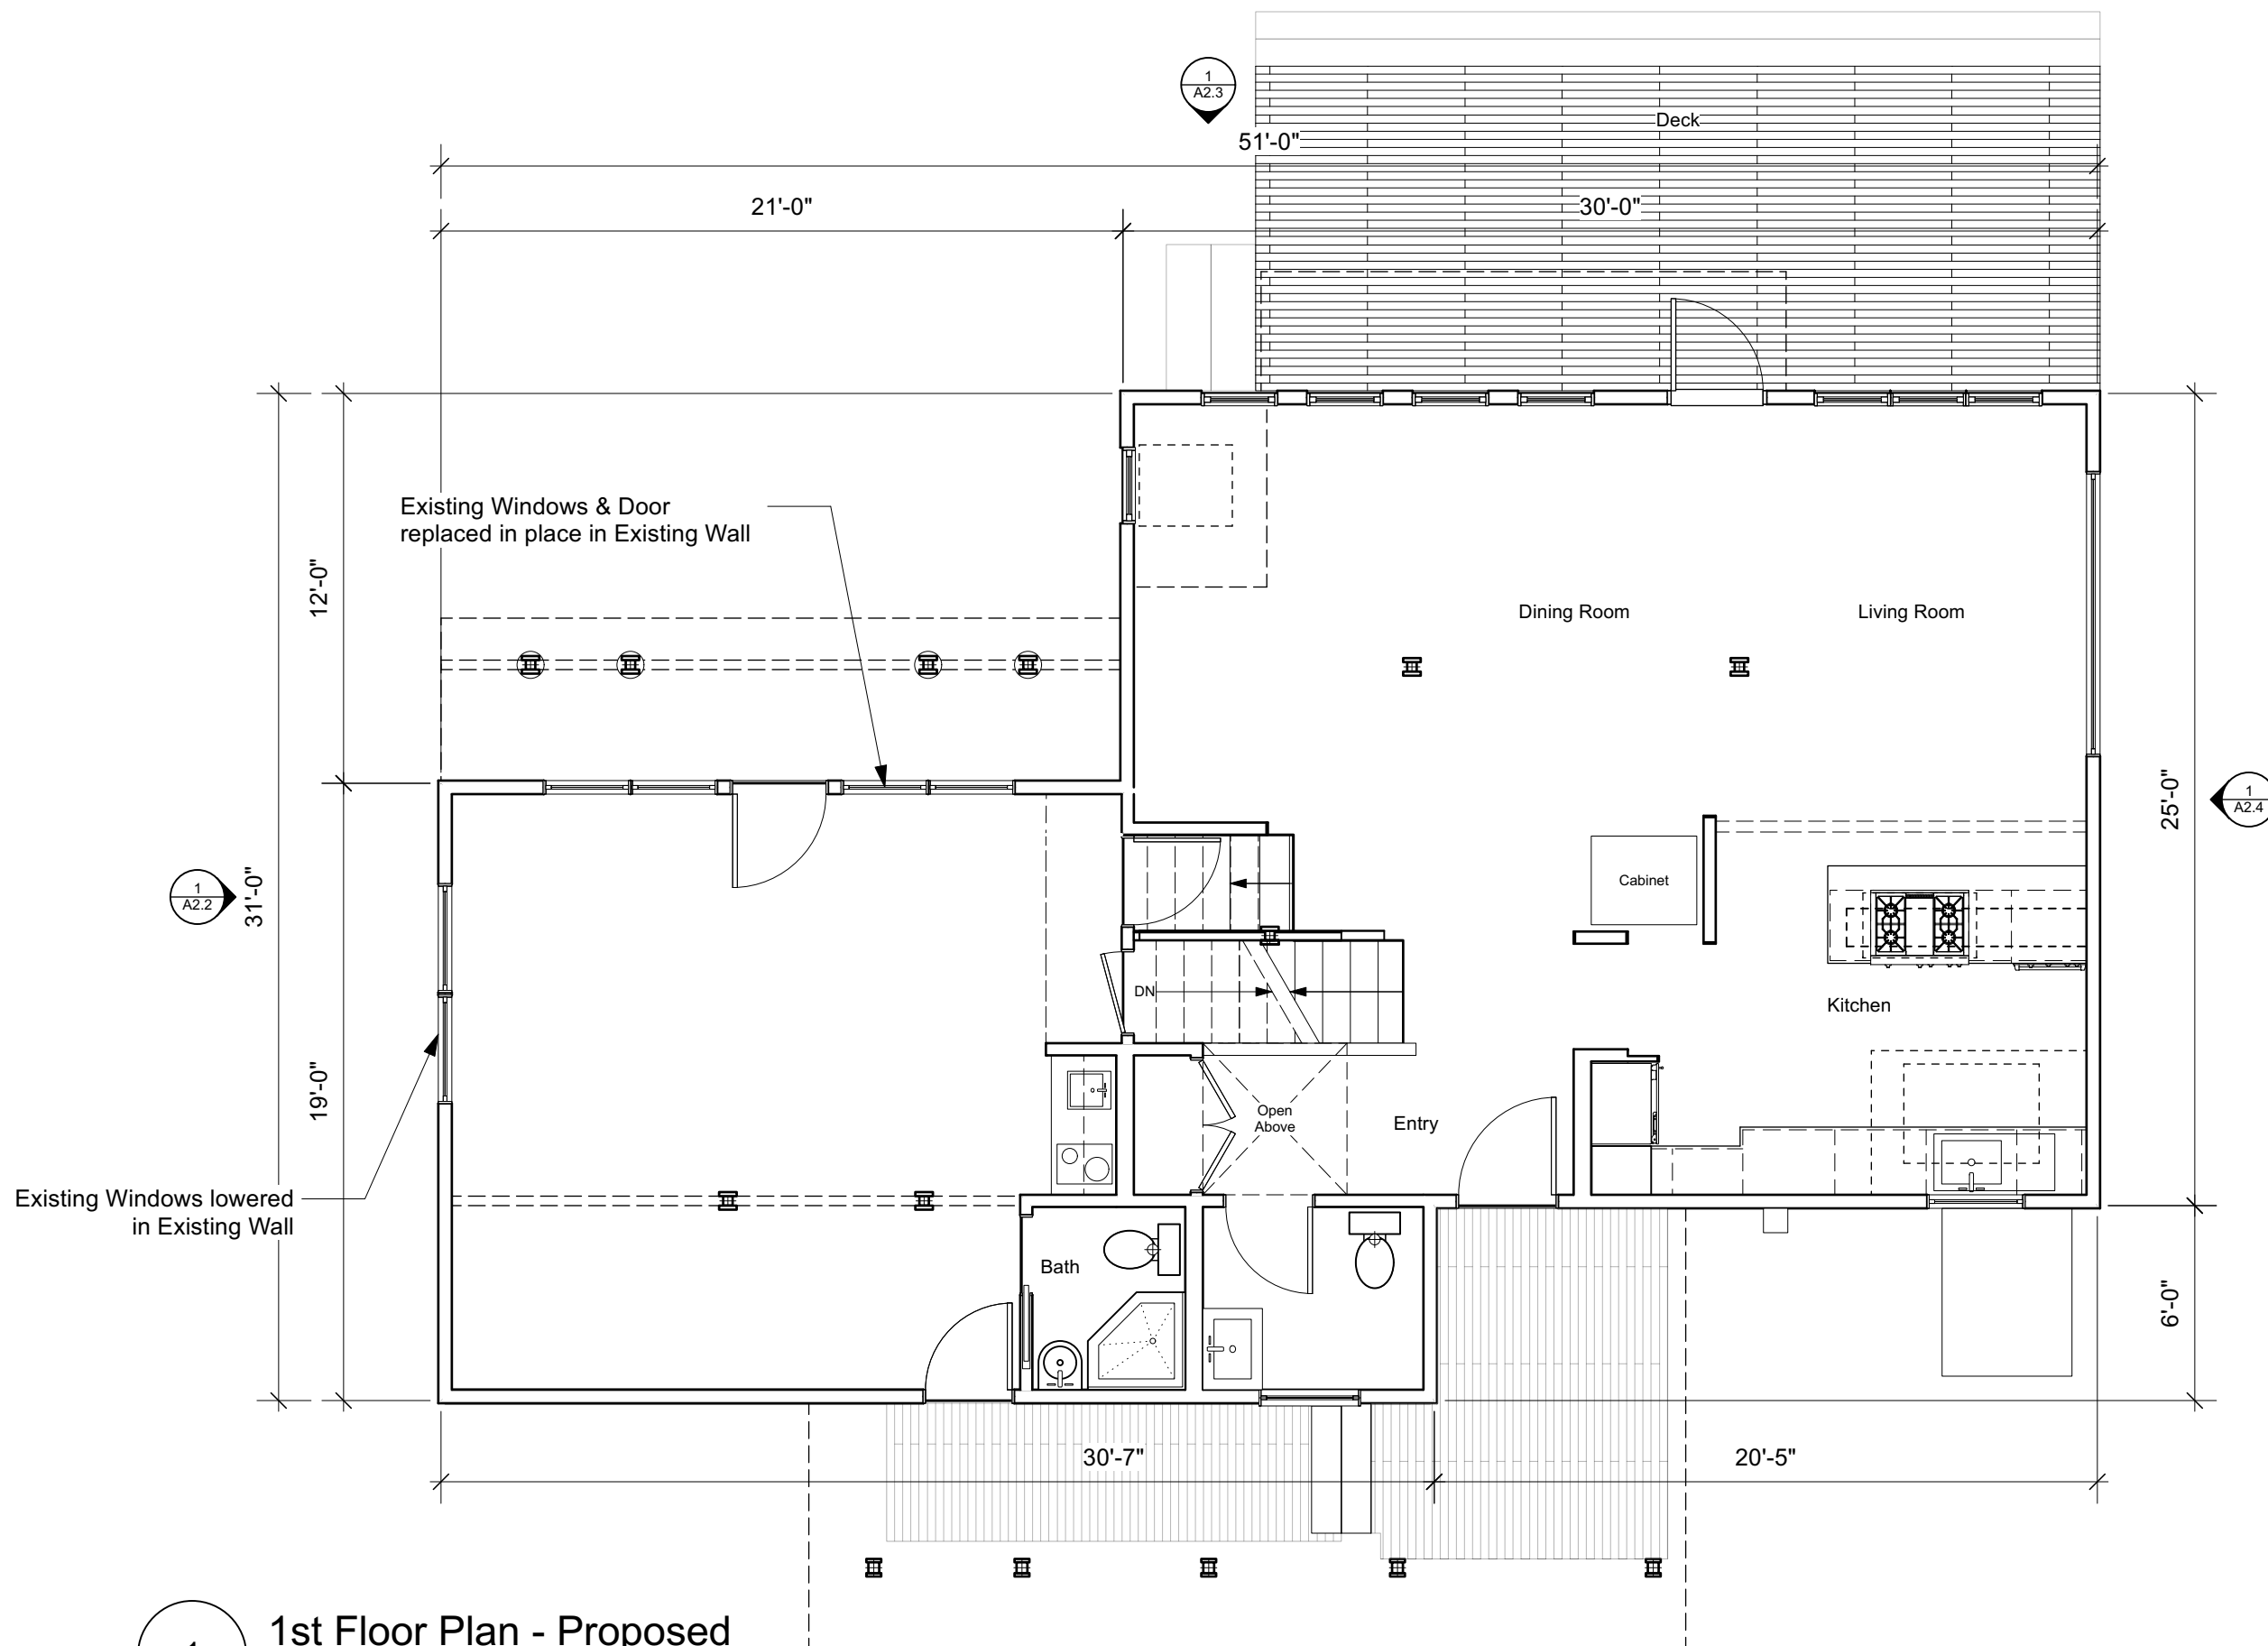 1
A2.3
Deck
51'-0"
21'-0"
30'-0"
Existing Windows & Door
replaced in place in Existing Wall
12'-0"
Dining Room
Living Room
25'-0"
1
A2.4
1
A2.2
31'-0"
Cabinet
DN
Kitchen
19'-0"
Open
Above
Entry
Existing Windows lowered
in Existing Wall
Bath
6'-0"
30'-7"
20'-5"
1st Floor Plan - Proposed